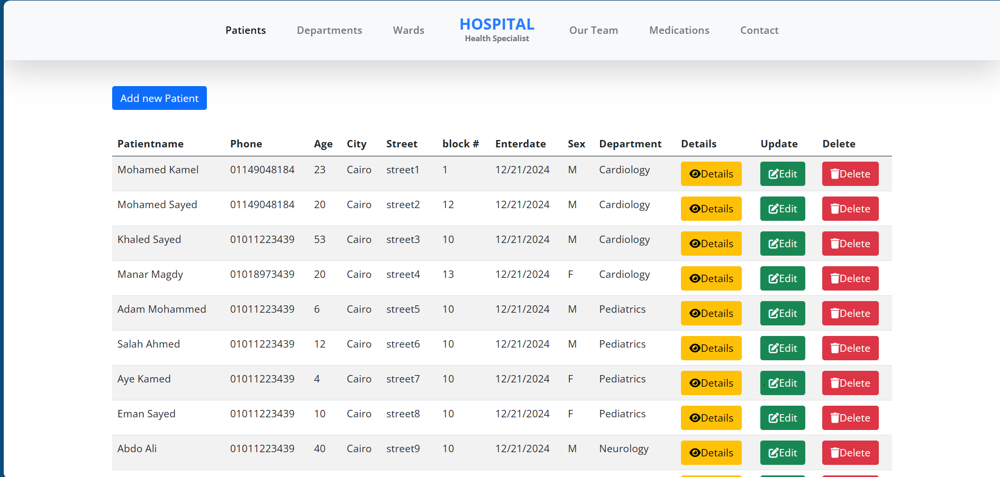 Patients Departments Wards HOSPITAL Our Team Medications Contact
Health Specialist
Add new Patient
Patientname Phone Age City Street block # Enterdate Sex Department Details Update Delete
Mohamed Kamel 01149048184 23 Cairo street1 1 12/21/2024 M Cardiology Details Edit Delete
Mohamed Sayed 01149048184 20 Cairo street2 12 12/21/2024 M Cardiology Details Edit Delete
Khaled Sayed 01011223439 53 Cairo street3 10 12/21/2024 M Cardiology Details Edit Delete
Manar Magdy 01018973439 20 Cairo street4 13 12/21/2024 F Cardiology Details Edit Delete
Adam Mohammed 01011223439 6 Cairo street5 10 12/21/2024 M Pediatrics Details Edit Delete
Salah Ahmed 01011223439 12 Cairo street6 10 12/21/2024 M Pediatrics Details Edit Delete
Aye Kamed 01011223439 4 Cairo street7 10 12/21/2024 F Pediatrics Details Edit Delete
Eman Sayed 01011223439 10 Cairo street8 10 12/21/2024 F Pediatrics Details Edit Delete
Abdo Ali 01011223439 40 Cairo street9 10 12/21/2024 M Neurology Details Edit Delete